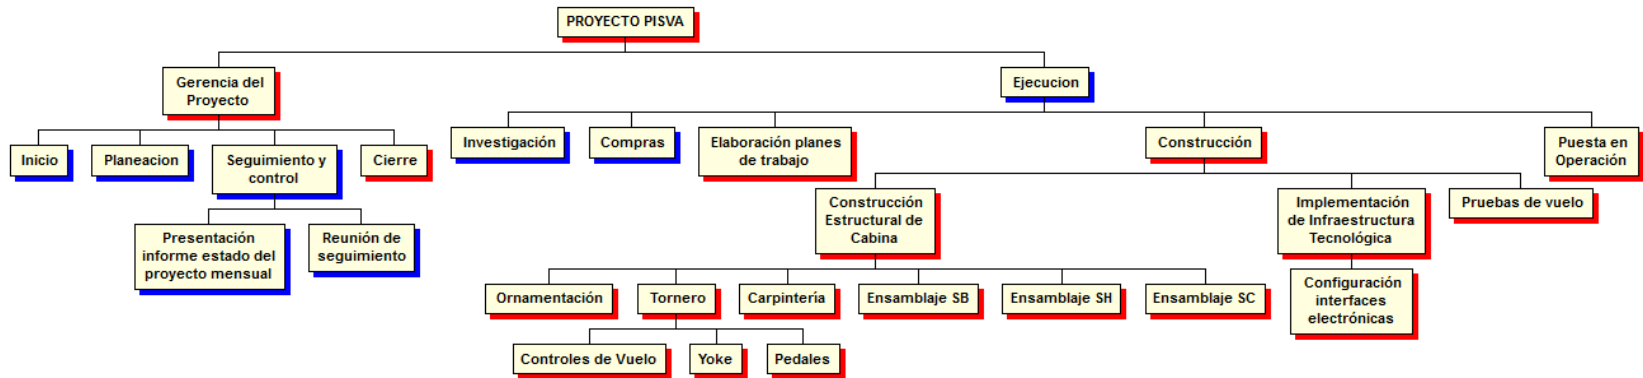 PROYECTO PISVA
Gerencia del
Proyecto
Ejecucion
Inicio
Planeacion
Seguimiento y
control
Cierre
Investigación
Compras
Elaboración planes
de trabajo
Construcción
Puesta en
Operación
Presentación
informe estado del
proyecto mensual
Reunión de
seguimiento
Construcción
Estructural de
Cabina
Implementación
de Infraestructura
Tecnológica
Pruebas de vuelo
Ornamentación
Tornero
Carpintería
Ensamblaje SB
Ensamblaje SH
Ensamblaje SC
Configuración
interfaces
electrónicas
Controles de Vuelo
Yoke
Pedales